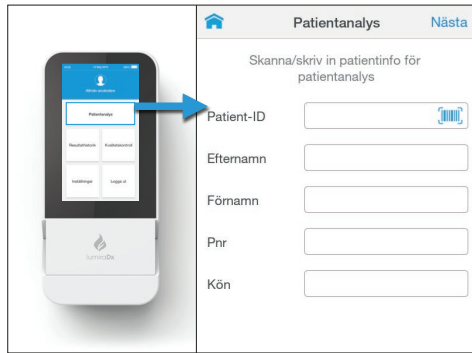 Patientanalys
Resultathistorik
Kvalitetskontroll
Inställningar
Logga ut
LumiraDx
Patientanalys
Nästa
Skanna/skriv in patientinfo för
patientanalys
Patient-ID
Efternamn
Förnamn
Pnr
Kön